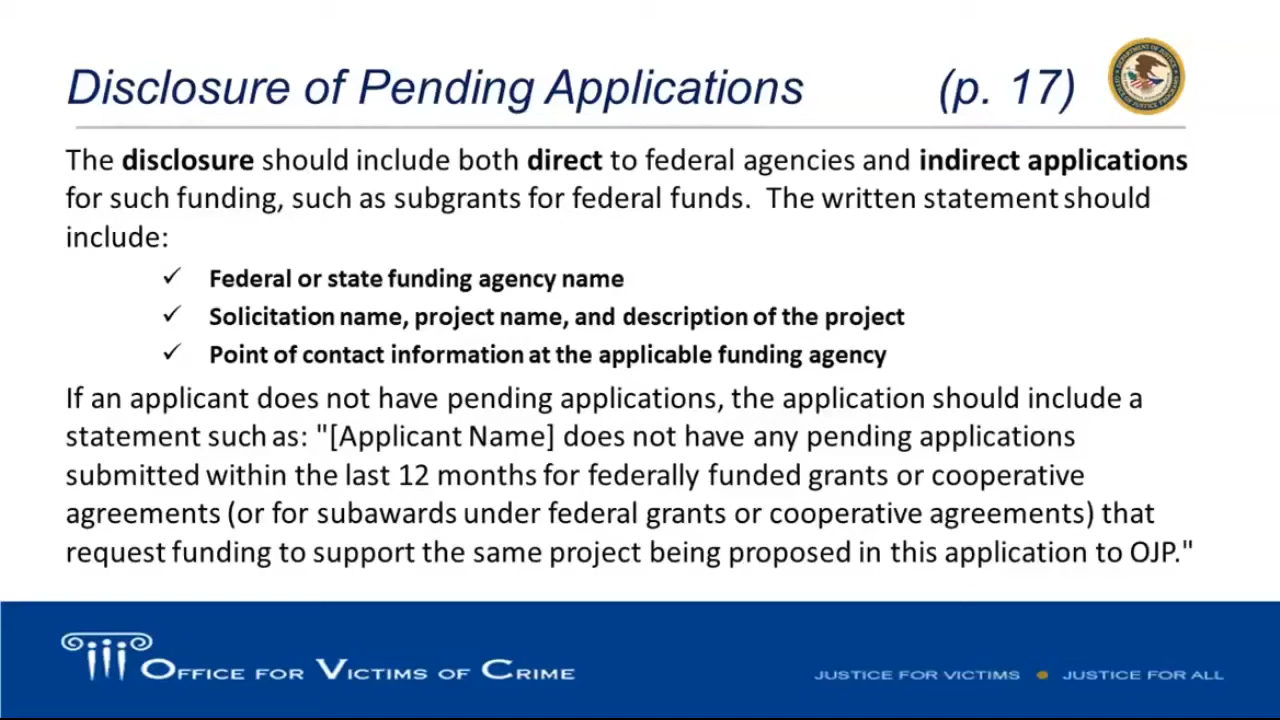 Disclosure of Pending Applications (p. 17)
The disclosure should include both direct to federal agencies and indirect applications
for such funding, such as subgrants for federal funds. The written statement should
include:
✓ Federal or state funding agency name
✓ Solicitation name, project name, and description of the project
✓ Point of contact information at the applicable funding agency
If an applicant does not have pending applications, the application should include a
statement such as: "[Applicant Name] does not have any pending applications
submitted within the last 12 months for federally funded grants or cooperative
agreements (or for subawards under federal grants or cooperative agreements) that
request funding to support the same project being proposed in this application to OJP."
OFFICE FOR VICTIMS OF CRIME
JUSTICE FOR VICTIMS ● JUSTICE FOR ALL